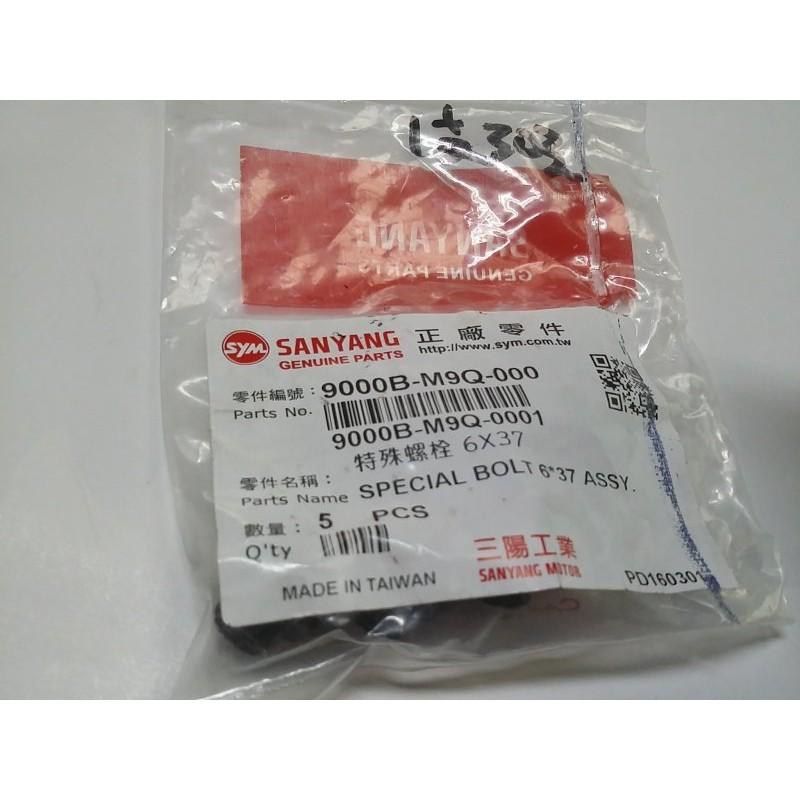 SANYANG
GENUINE PARTS
SYM SANYANG 正廠零件
GENUINE PARTS http://www.sym.com.tw
零件編號： 9000B-M9Q-000
Parts No.
9000B-M9Q-0001
特殊螺栓 6X37
零件名稱：
Parts Name SPECIAL BOLT 6*37 ASSY.
數量： 5 PCS
Q'ty
三陽工業
MADE IN TAIWAN SANYANG MOTOR PD160301